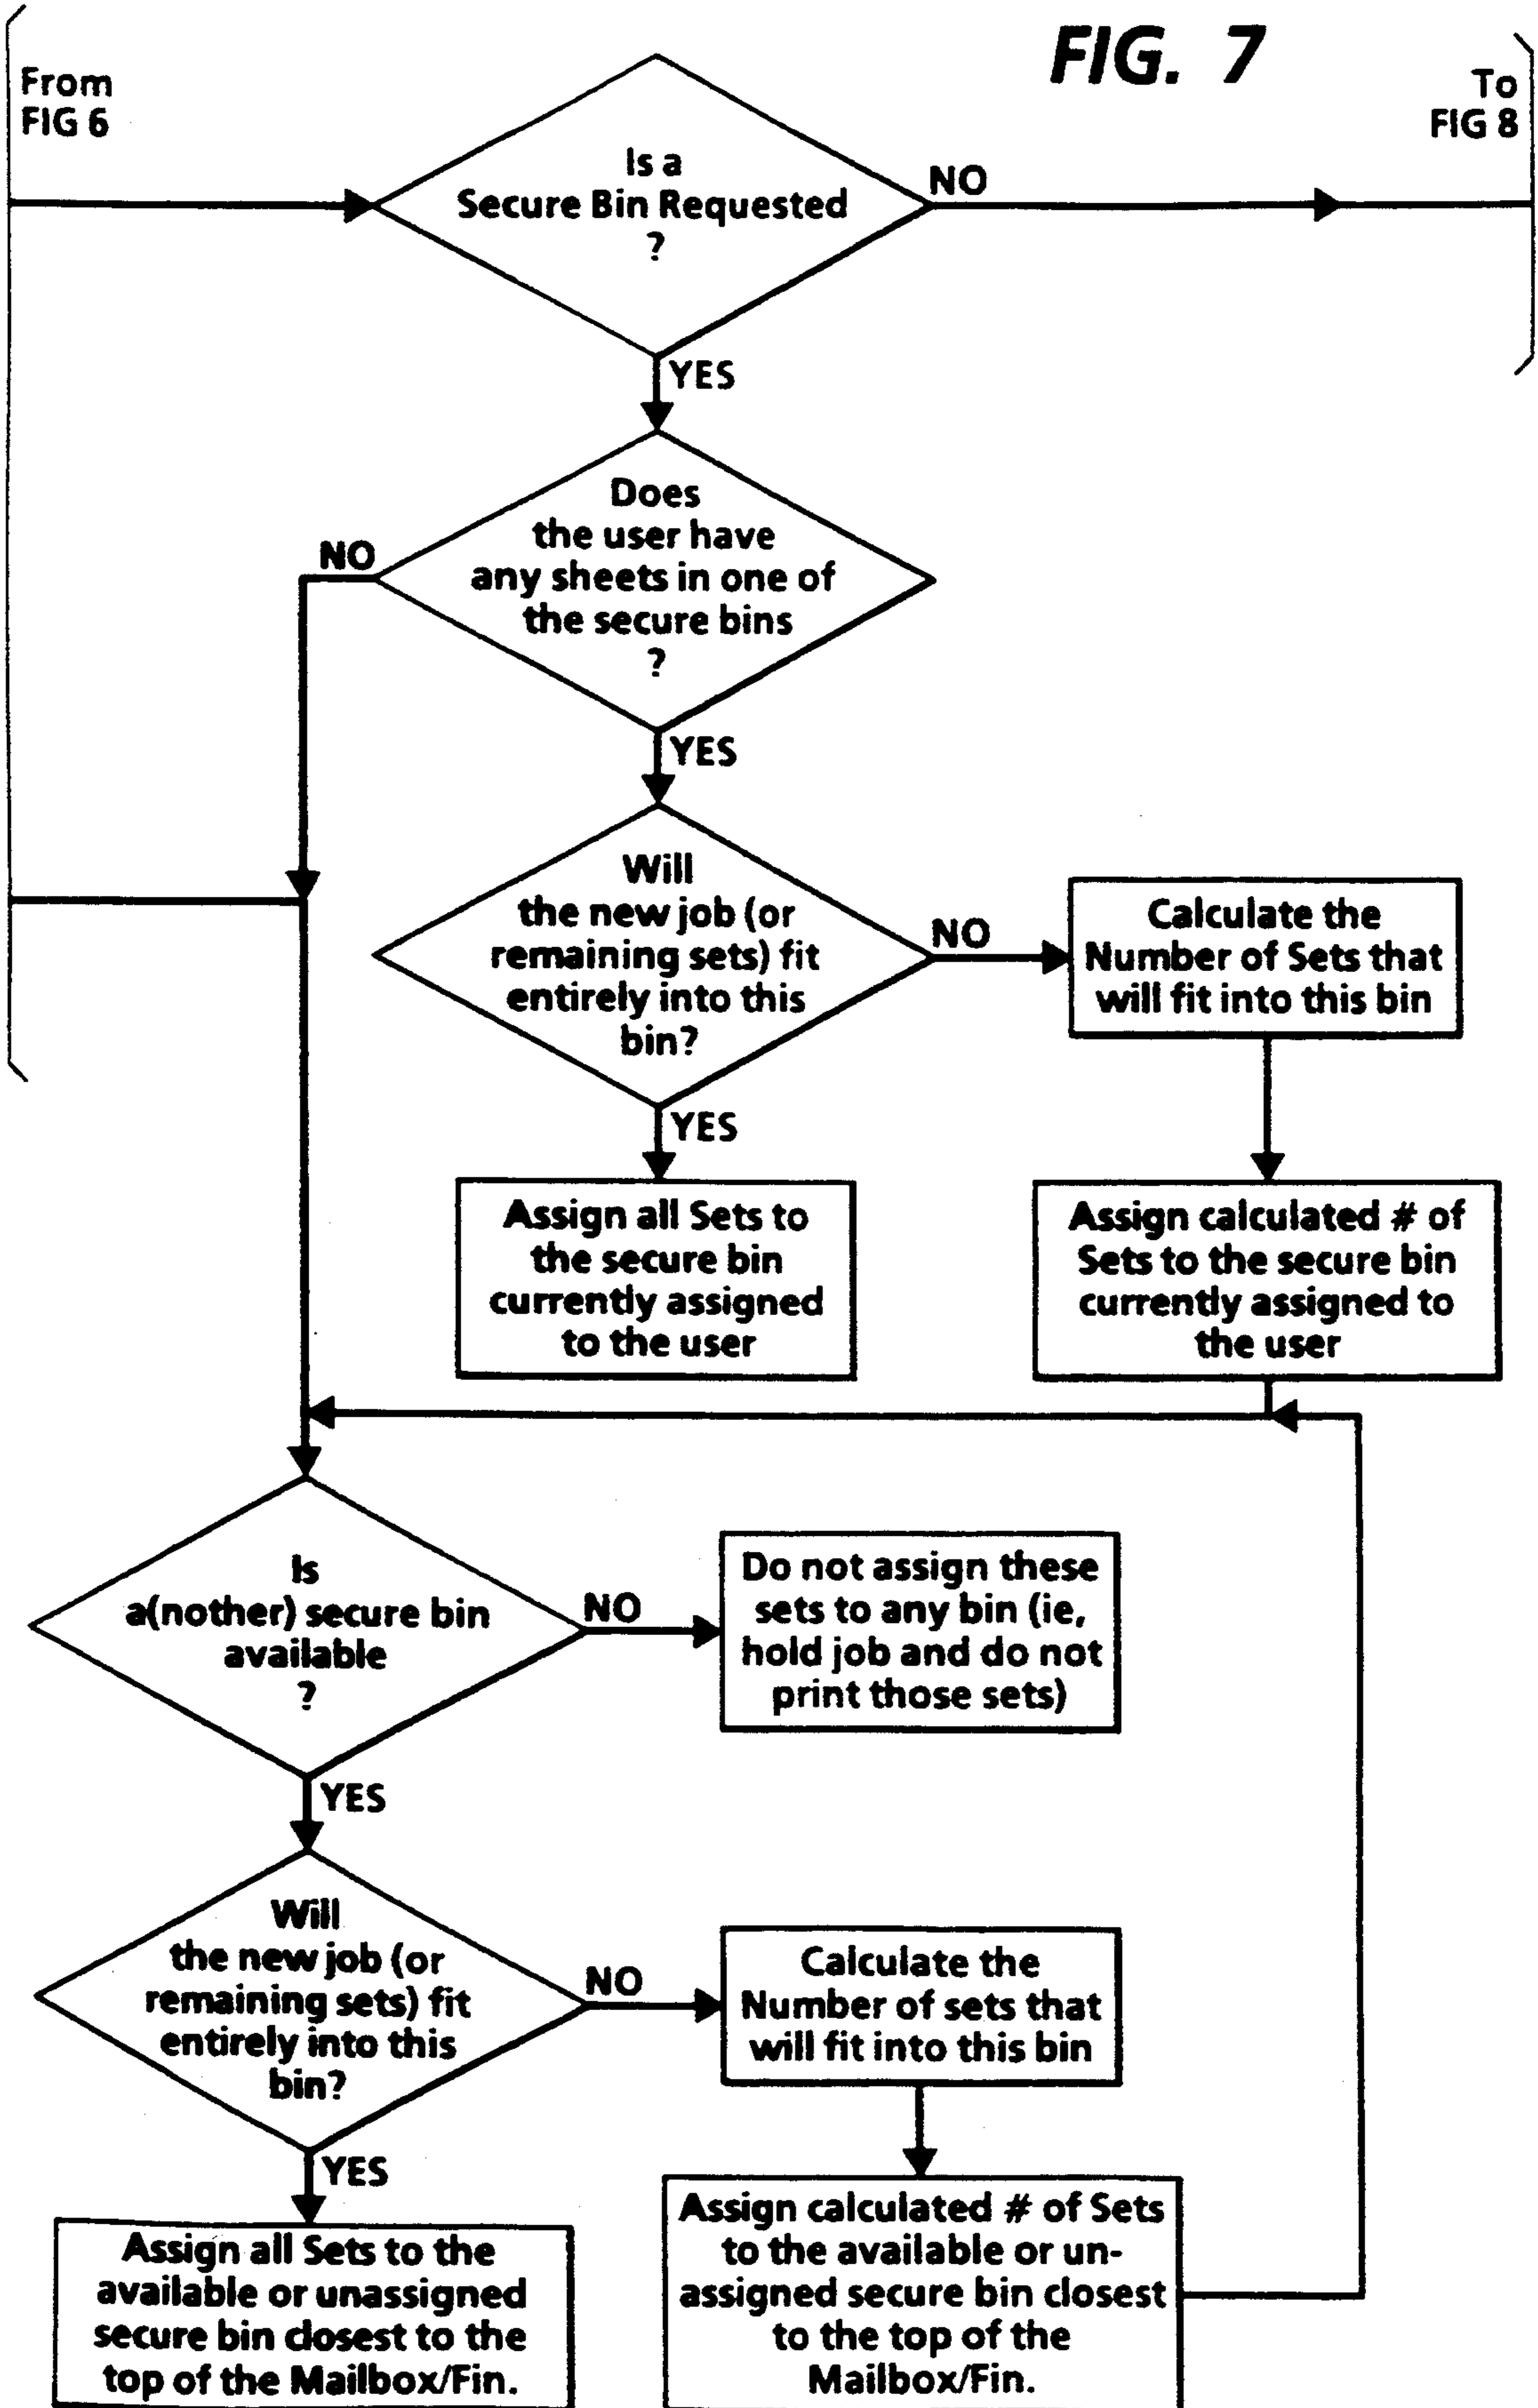 FIG. 7
From
FIG 6
To
FIG 8
Is a
Secure Bin Requested
?
NO
YES
Does
the user have
any sheets in one of
the secure bins
?
NO
YES
Will
the new job (or
remaining sets) fit
entirely into this
bin?
NO
Calculate the
Number of Sets that
will fit into this bin
YES
Assign all Sets to
the secure bin
currently assigned
to the user
Assign calculated # of
Sets to the secure bin
currently assigned to
the user
Is
a(nother) secure bin
available
?
NO
Do not assign these
sets to any bin (ie,
hold job and do not
print those sets)
YES
Will
the new job (or
remaining sets) fit
entirely into this
bin?
NO
Calculate the
Number of sets that
will fit into this bin
YES
Assign all Sets to the
available or unassigned
secure bin closest to the
top of the Mailbox/Fin.
Assign calculated # of Sets
to the available or un-
assigned secure bin closest
to the top of the
Mailbox/Fin.